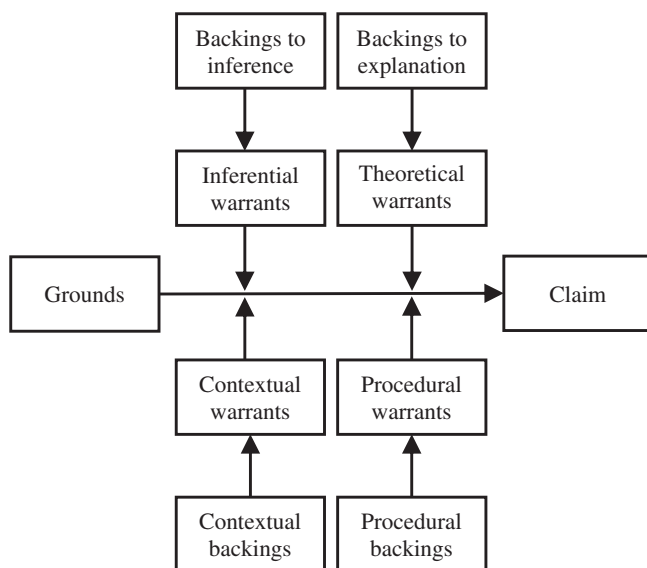 Backings to
inference
Backings to
explanation
Inferential
warrants
Theoretical
warrants
Grounds
Claim
Contextual
warrants
Procedural
warrants
Contextual
backings
Procedural
backings